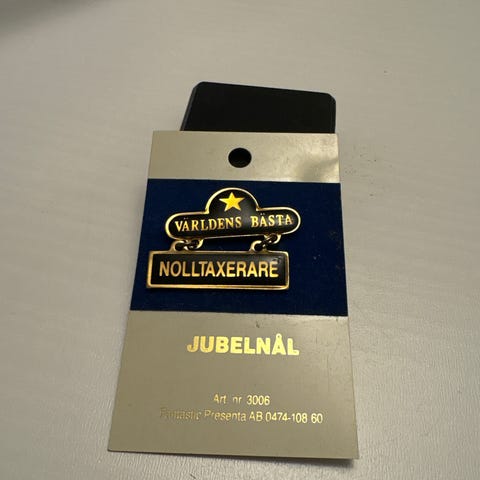 VÄRLDENS BÄSTA
NOLLTAXERARE
JUBELNÅL
Art. nr. 3006
Fantastic Presenta AB 0474-108 60